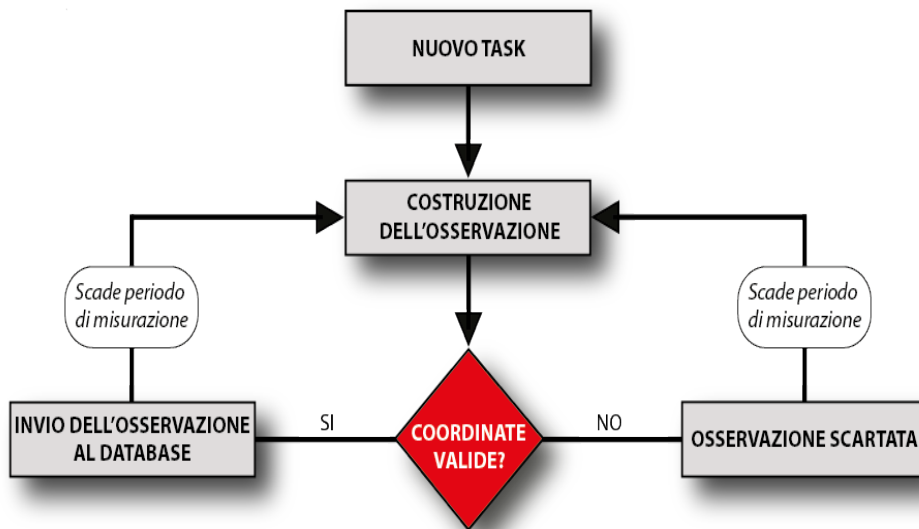 NUOVO TASK
COSTRUZIONE
DELL'OSSERVAZIONE
Scade periodo
di misurazione
Scade periodo
di misurazione
INVIO DELL'OSSERVAZIONE
AL DATABASE
SI
COORDINATE
VALIDE?
NO
OSSERVAZIONE SCARTATA